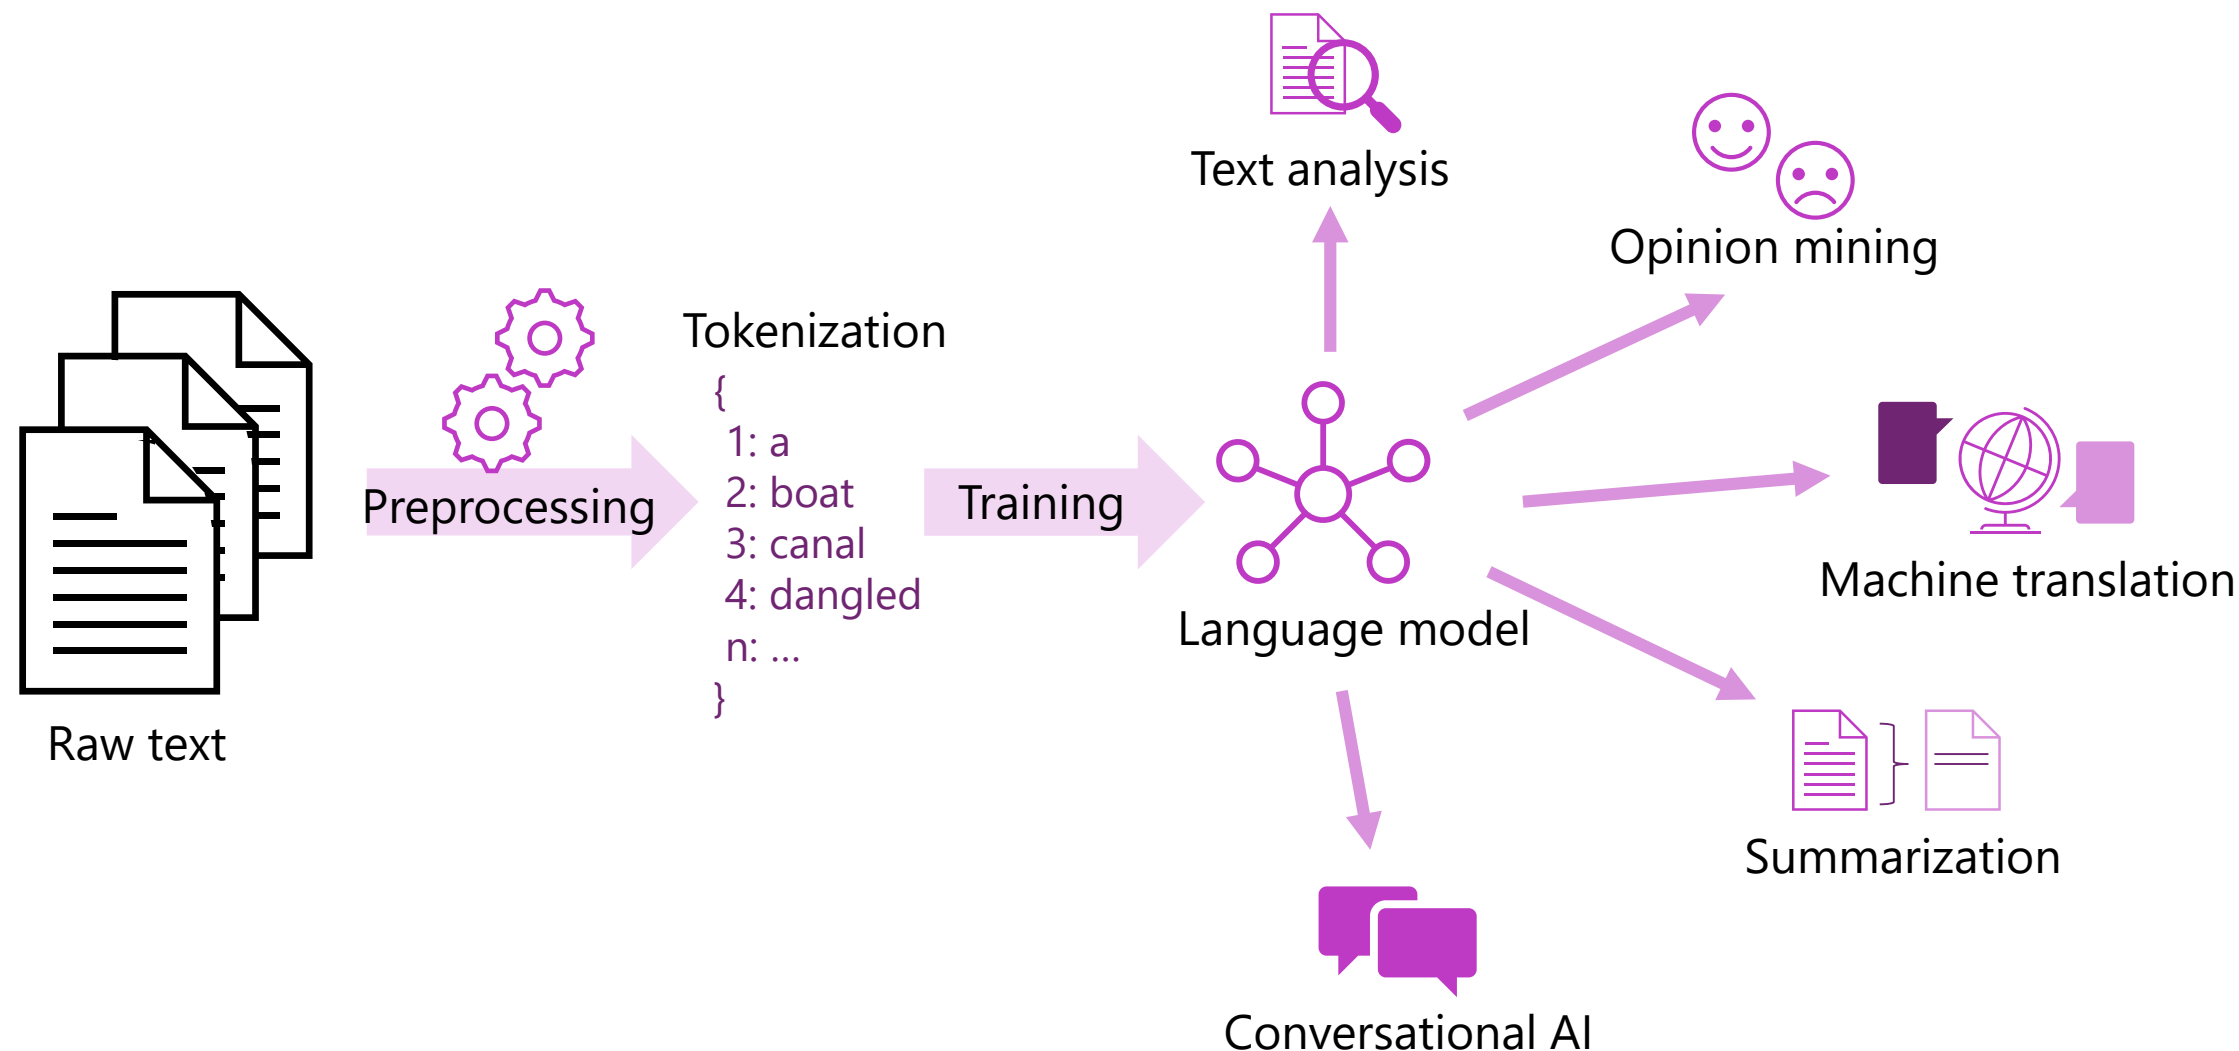 Raw text
Preprocessing
Tokenization
{
1: a
2: boat
3: canal
4: dangled
n: ...
}
Training
Language model
Text analysis
Opinion mining
Machine translation
Summarization
Conversational AI